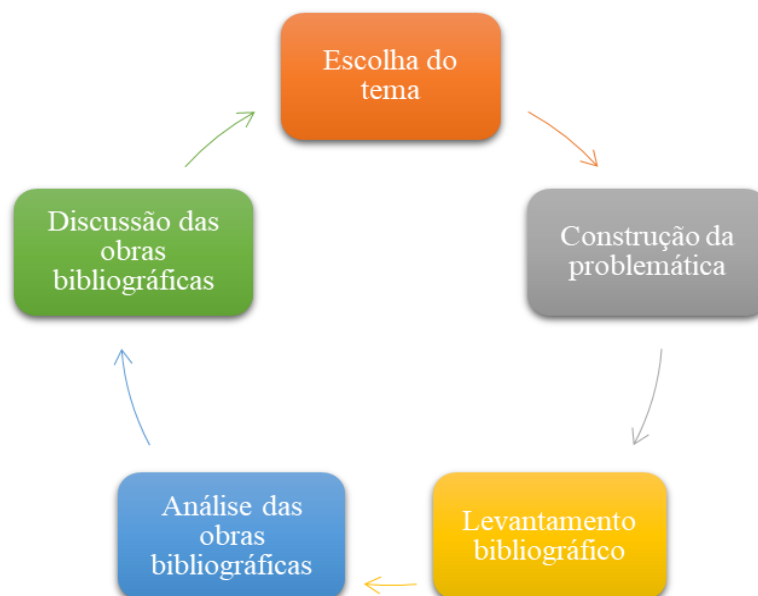 Escolha do
tema
Construção da
problemática
Levantamento
bibliográfico
Análise das
obras
bibliográficas
Discussão das
obras
bibliográficas